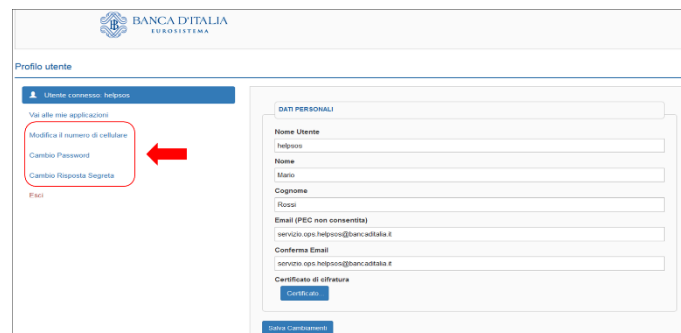 BANCA D'ITALIA
EUROSISTEMA
Profilo utente
Utente connesso: helpsos
Vai alle mie applicazioni
Modifica il numero di cellulare
Cambio Password
Cambio Risposta Segreta
Esci
DATI PERSONALI
Nome Utente
helpsos
Nome
Mario
Cognome
Rossi
Email (PEC non consentita)
servizio.ops.helpsos@bancaditalia.it
Conferma Email
servizio.ops.helpsos@bancaditalia.it
Certificato di cifratura
Certificato
Salva Cambiamenti